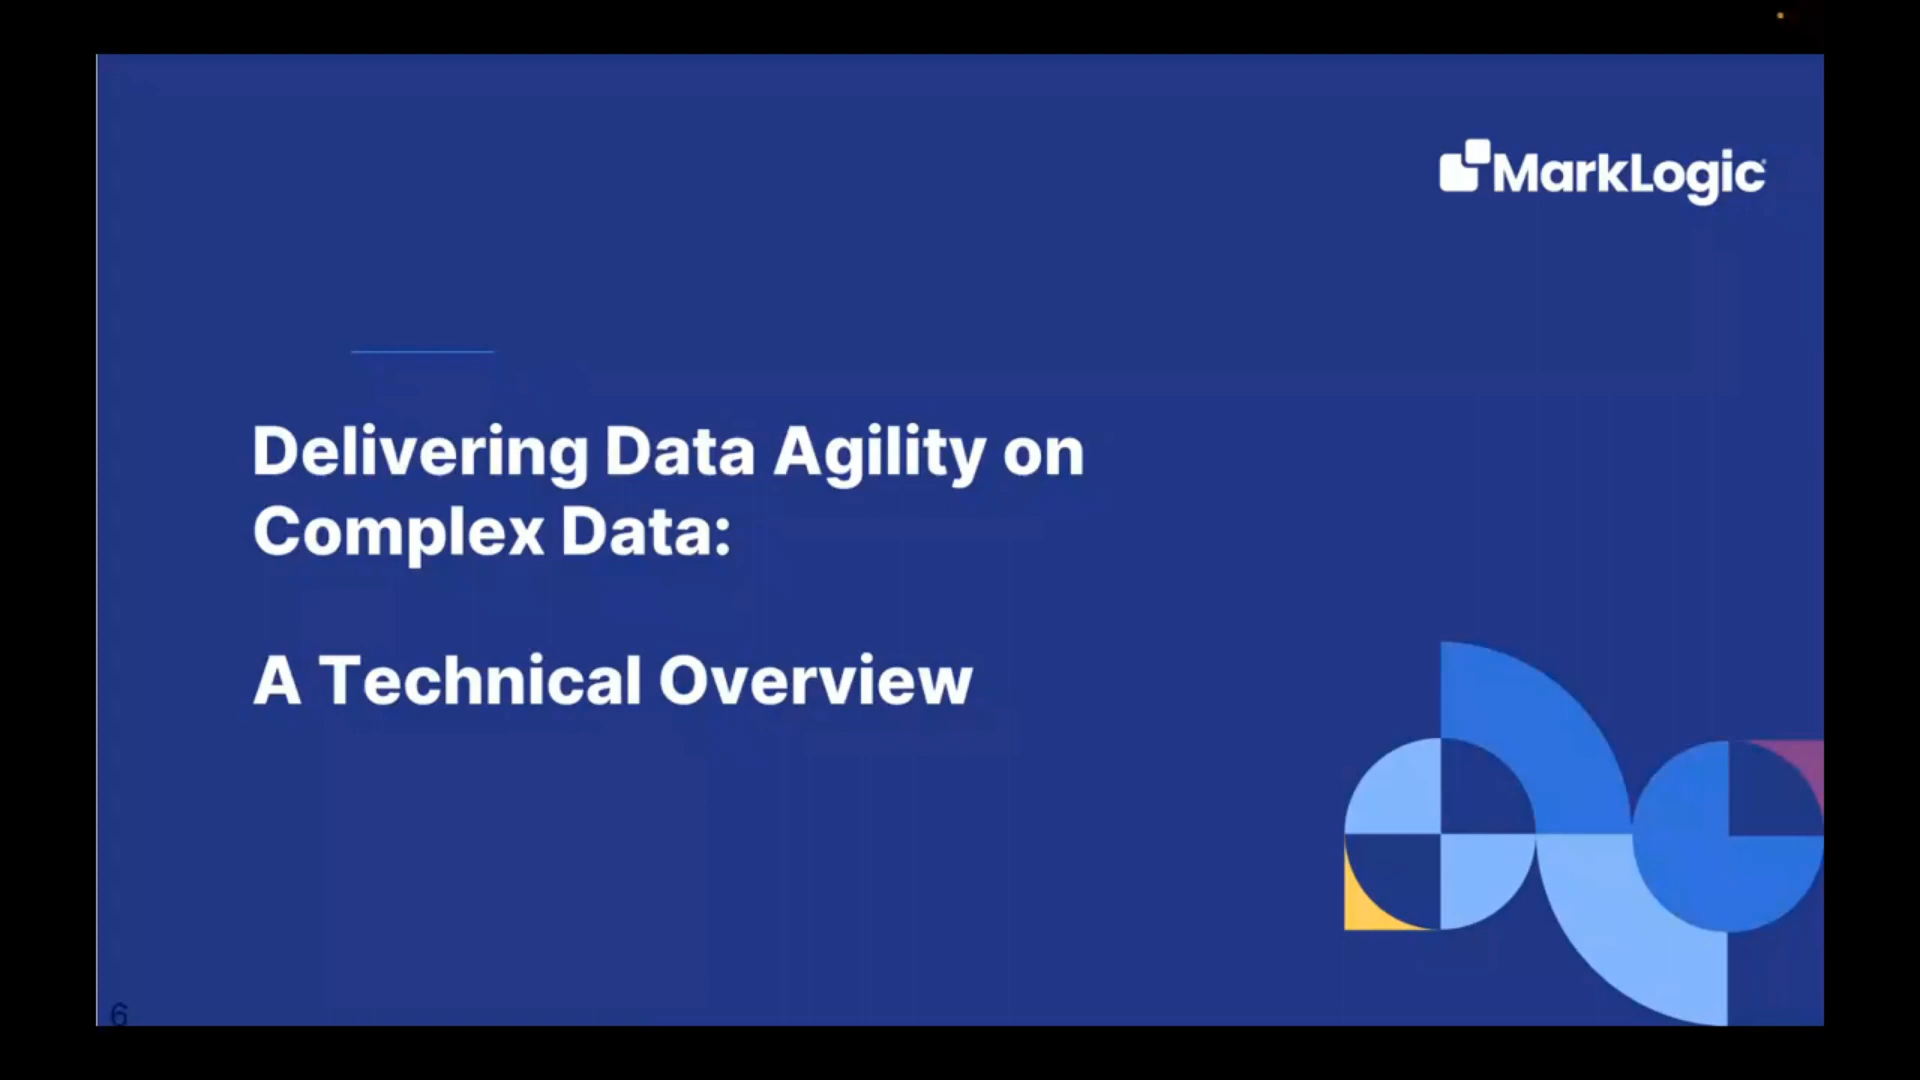 MarkLogic
Delivering Data Agility on
Complex Data:
A Technical Overview
6